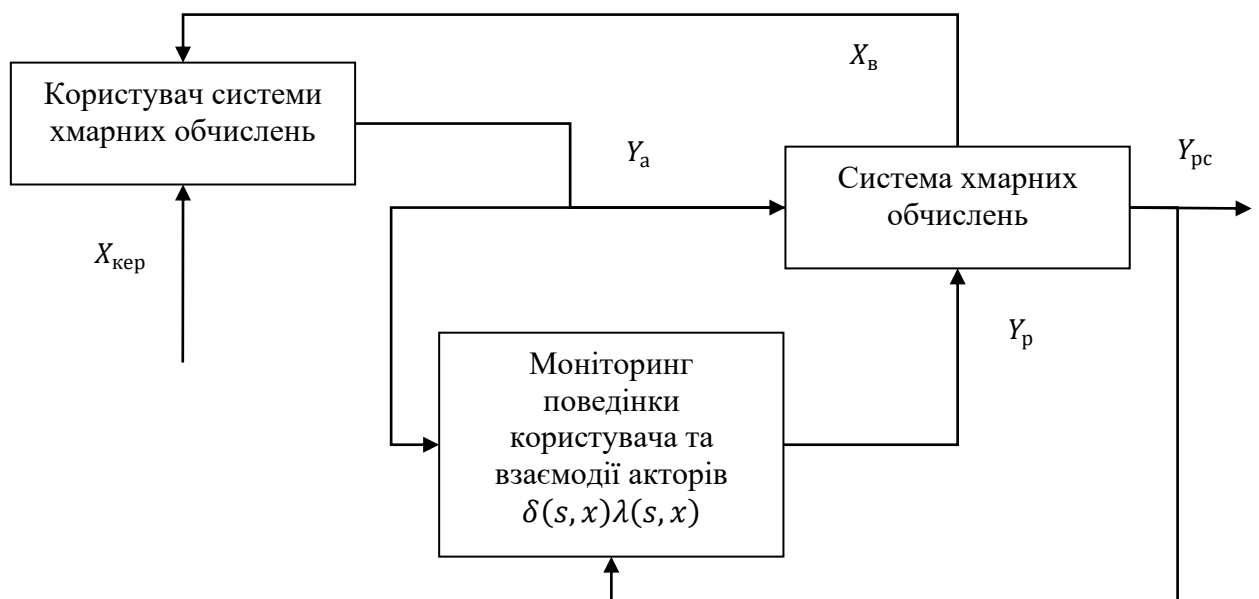 X_в
Користувач системи
хмарних обчислень
Y_а
Y_рс
Система хмарних
обчислень
X_кер
Y_р
Моніторинг
поведінки
користувача та
взаємодії акторів
δ(s, x)λ(s, x)